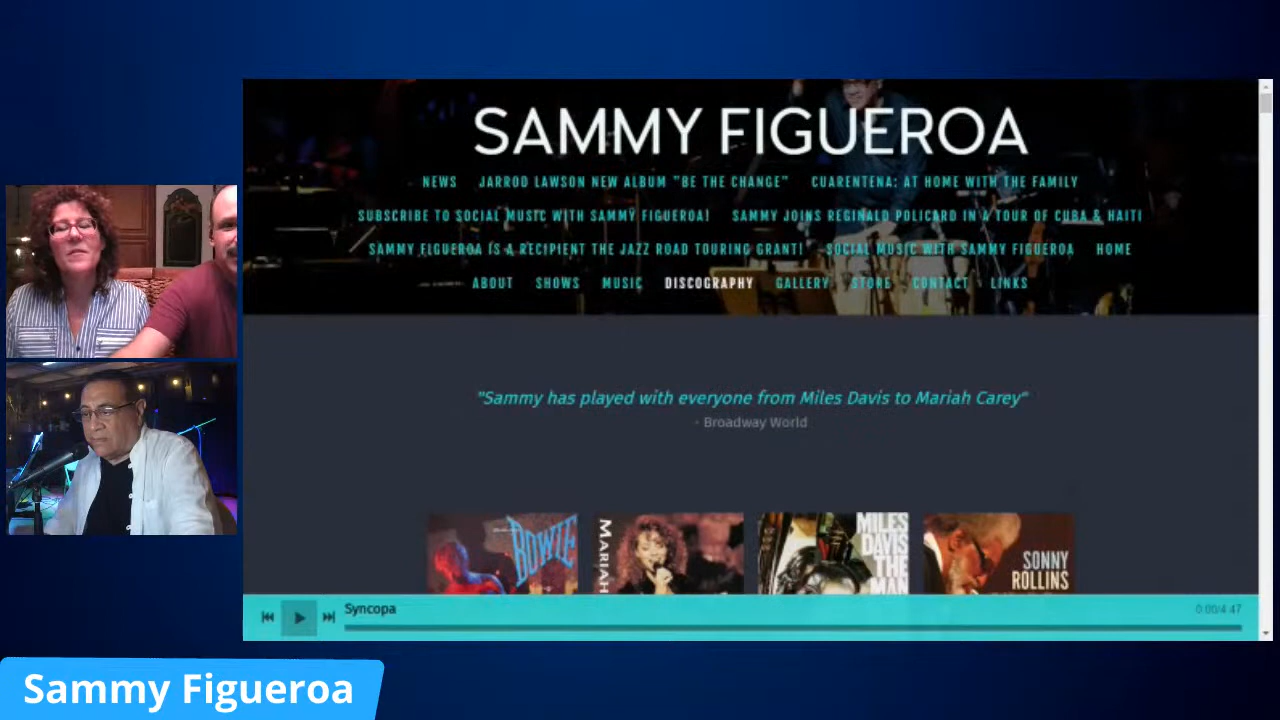 SAMMY FIGUEROA
NEWS JARROD LAWSON NEW ALBUM "BE THE CHANGE" CUARENTENA: AT HOME WITH THE FAMILY
SUBSCRIBE TO SOCIAL MUSIC WITH SAMMY FIGUEROA! SAMMY JOINS REGINALD POLICARD IN A TOUR OF CUBA & HAITI
SAMMY FIGUEROA IS A RECIPIENT THE JAZZ ROAD TOURING GRANT! SOCIAL MUSIC WITH SAMMY FIGUEROA HOME
ABOUT SHOWS MUSIC DISCOGRAPHY GALLERY STORE CONTACT LINKS
"Sammy has played with everyone from Miles Davis to Mariah Carey"
- Broadway World
BOWIE
MARIAH
MILES
DAVIS
THE
MAN
SONNY
ROLLINS
Syncopa
0:00/4:47
Sammy Figueroa